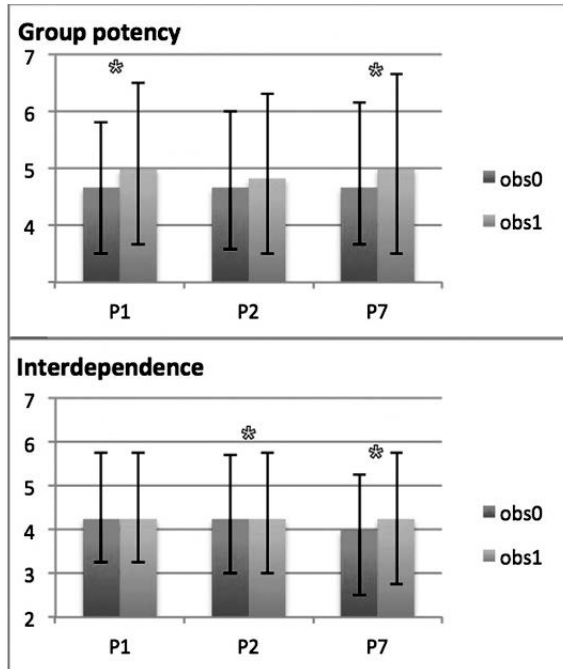 Group potency
7
*
*
6
5
obs0
4
obs1
P1
P2
P7
Interdependence
7
6
*
*
5
obs0
4
obs1
3
2
P1
P2
P7